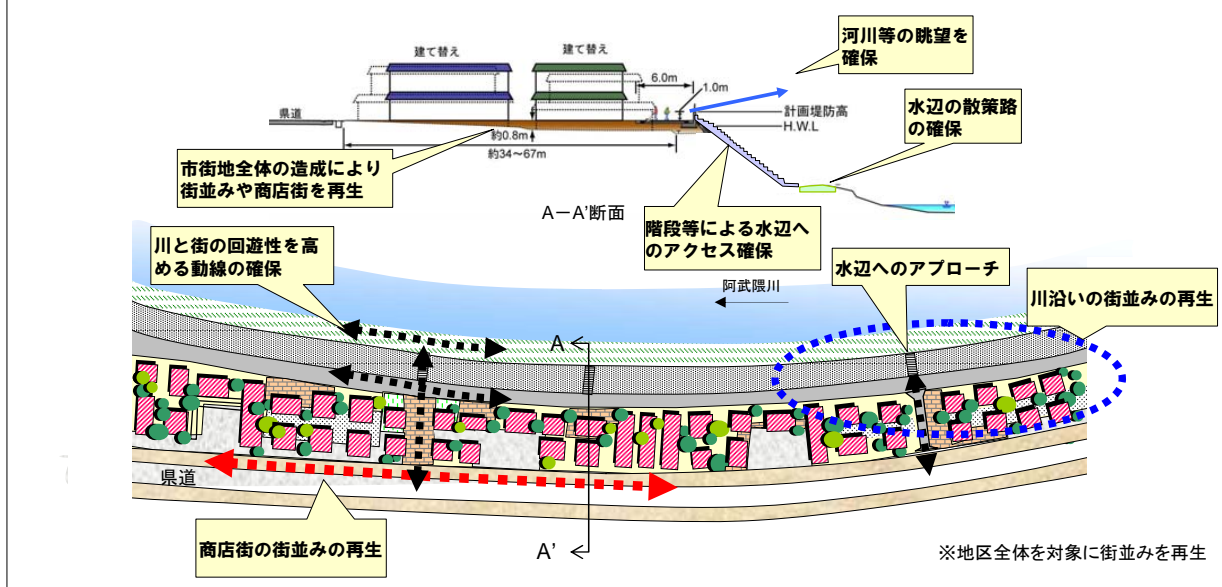 河川等の眺望を
確保
建て替え
建て替え
6.0m
1.0m
県道
計画堤防高
H.W.L
水辺の散策路
の確保
約0.8m
約34～67m
市街地全体の造成により
街並みや商店街を再生
A－A’断面
階段等による水辺へ
のアクセス確保
川と街の回遊性を高
める動線の確保
阿武隈川
水辺へのアプローチ
川沿いの街並みの再生
A
県道
商店街の街並みの再生
A’
※地区全体を対象に街並みを再生